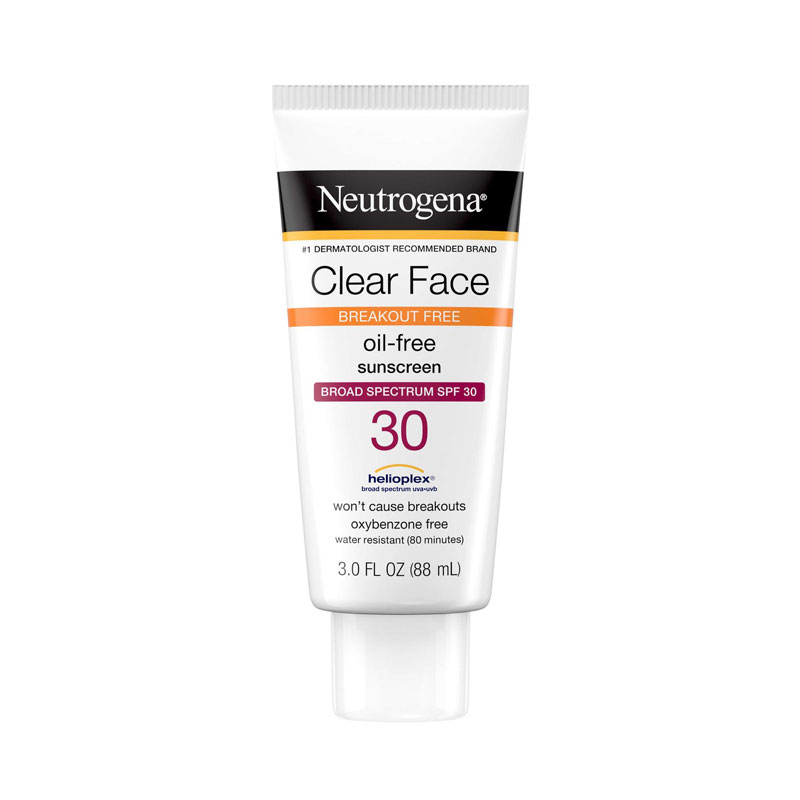 Neutrogena®
#1 DERMATOLOGIST RECOMMENDED BRAND
Clear Face
BREAKOUT FREE
oil-free
sunscreen
BROAD SPECTRUM SPF 30
30
helioplex®
broad spectrum uva•uvb
won't cause breakouts
oxybenzone free
water resistant (80 minutes)
3.0 FL OZ (88 mL)